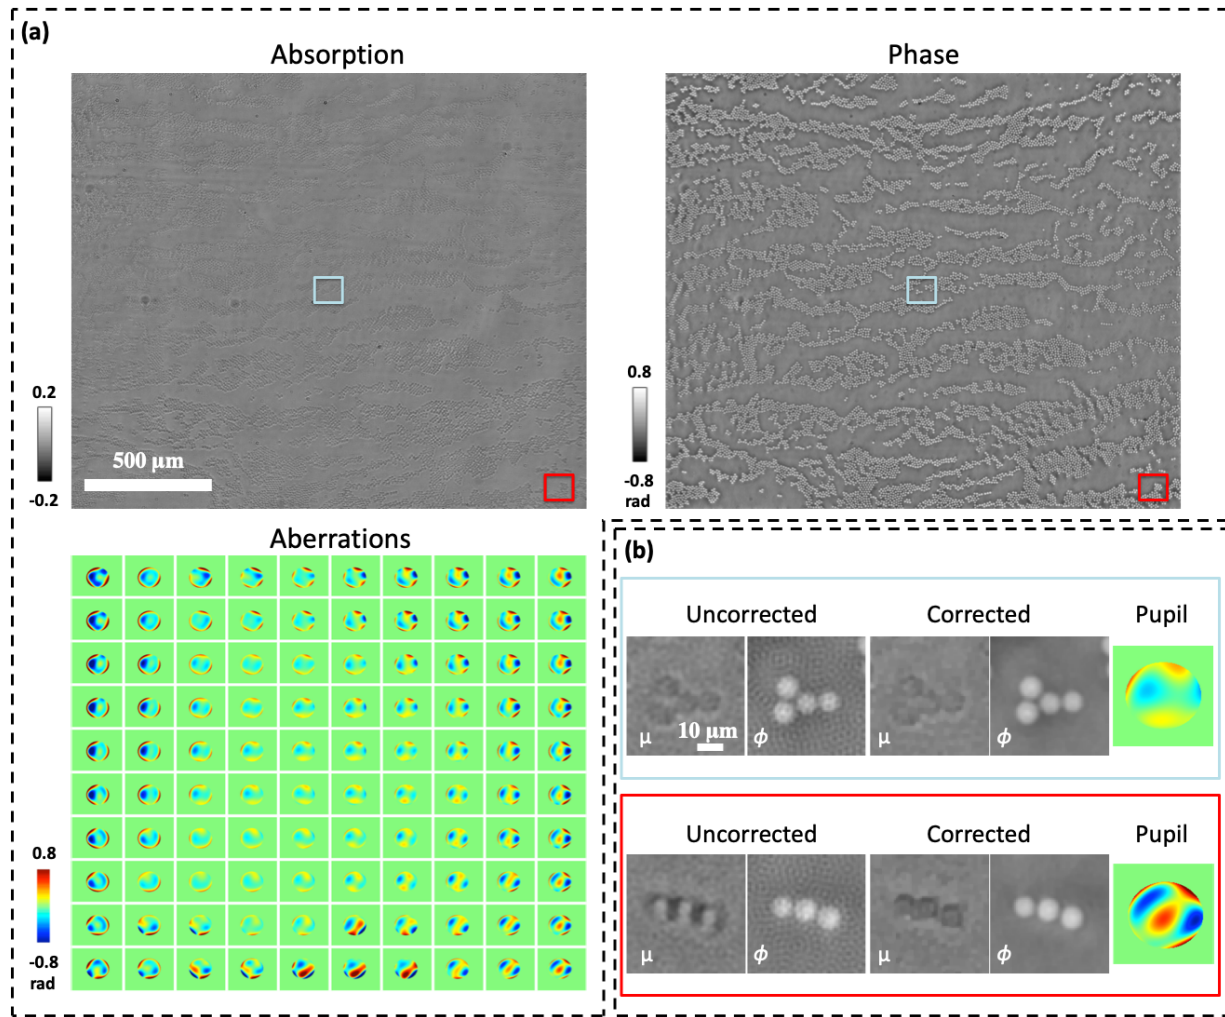 (a)
Absorption
Phase
0.2
-0.2
500 μm
0.8
-0.8
rad
Aberrations
0.8
-0.8
rad
(b)
Uncorrected
Corrected
Pupil
μ
10 μm
ϕ
μ
ϕ
Uncorrected
Corrected
Pupil
μ
ϕ
μ
ϕ